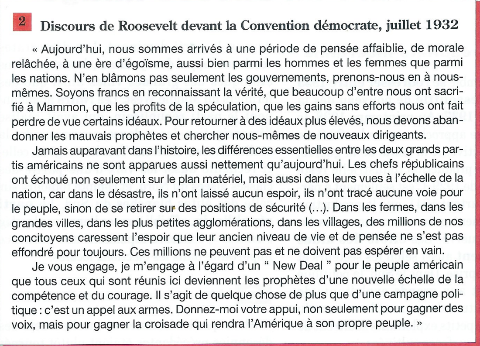 2 Discours de Roosevelt devant la Convention démocrate, juillet 1932
« Aujourd'hui, nous sommes arrivés à une période de pensée affaiblie, de morale
relâchée, à une ère d'égoïsme, aussi bien parmi les hommes et les femmes que parmi
les nations. N'en blâmons pas seulement les gouvernements, prenons-nous en à nous-
mêmes. Soyons francs en reconnaissant la vérité, que beaucoup d'entre nous ont sacri-
fié à Mammon, que les profits de la spéculation, que les gains sans efforts nous ont fait
perdre de vue certains idéaux. Pour retourner à des idéaux plus élevés, nous devons aban-
donner les mauvais prophètes et chercher nous-mêmes de nouveaux dirigeants.
Jamais auparavant dans l'histoire, les différences essentielles entre les deux grands par-
tis américains ne sont apparues aussi nettement qu'aujourd'hui. Les chefs républicains
ont échoué non seulement sur le plan matériel, mais aussi dans leurs vues à l'échelle de la
nation, car dans le désastre, ils n'ont laissé aucun espoir, ils n'ont tracé aucune voie pour
le peuple, sinon de se retirer sur des positions de sécurité (...). Dans les fermes, dans les
grandes villes, dans les plus petites agglomérations, dans les villages, des millions de nos
concitoyens caressent l'espoir que leur ancien niveau de vie et de pensée ne s'est pas
effondré pour toujours. Ces millions ne peuvent pas et ne doivent pas espérer en vain.
Je vous engage, je m'engage à l'égard d'un " New Deal " pour le peuple américain
que tous ceux qui sont réunis ici deviennent les prophètes d'une nouvelle échelle de la
compétence et du courage. Il s'agit de quelque chose de plus que d'une campagne poli-
tique : c'est un appel aux armes. Donnez-moi votre appui, non seulement pour gagner des
voix, mais pour gagner la croisade qui rendra l'Amérique à son propre peuple. »